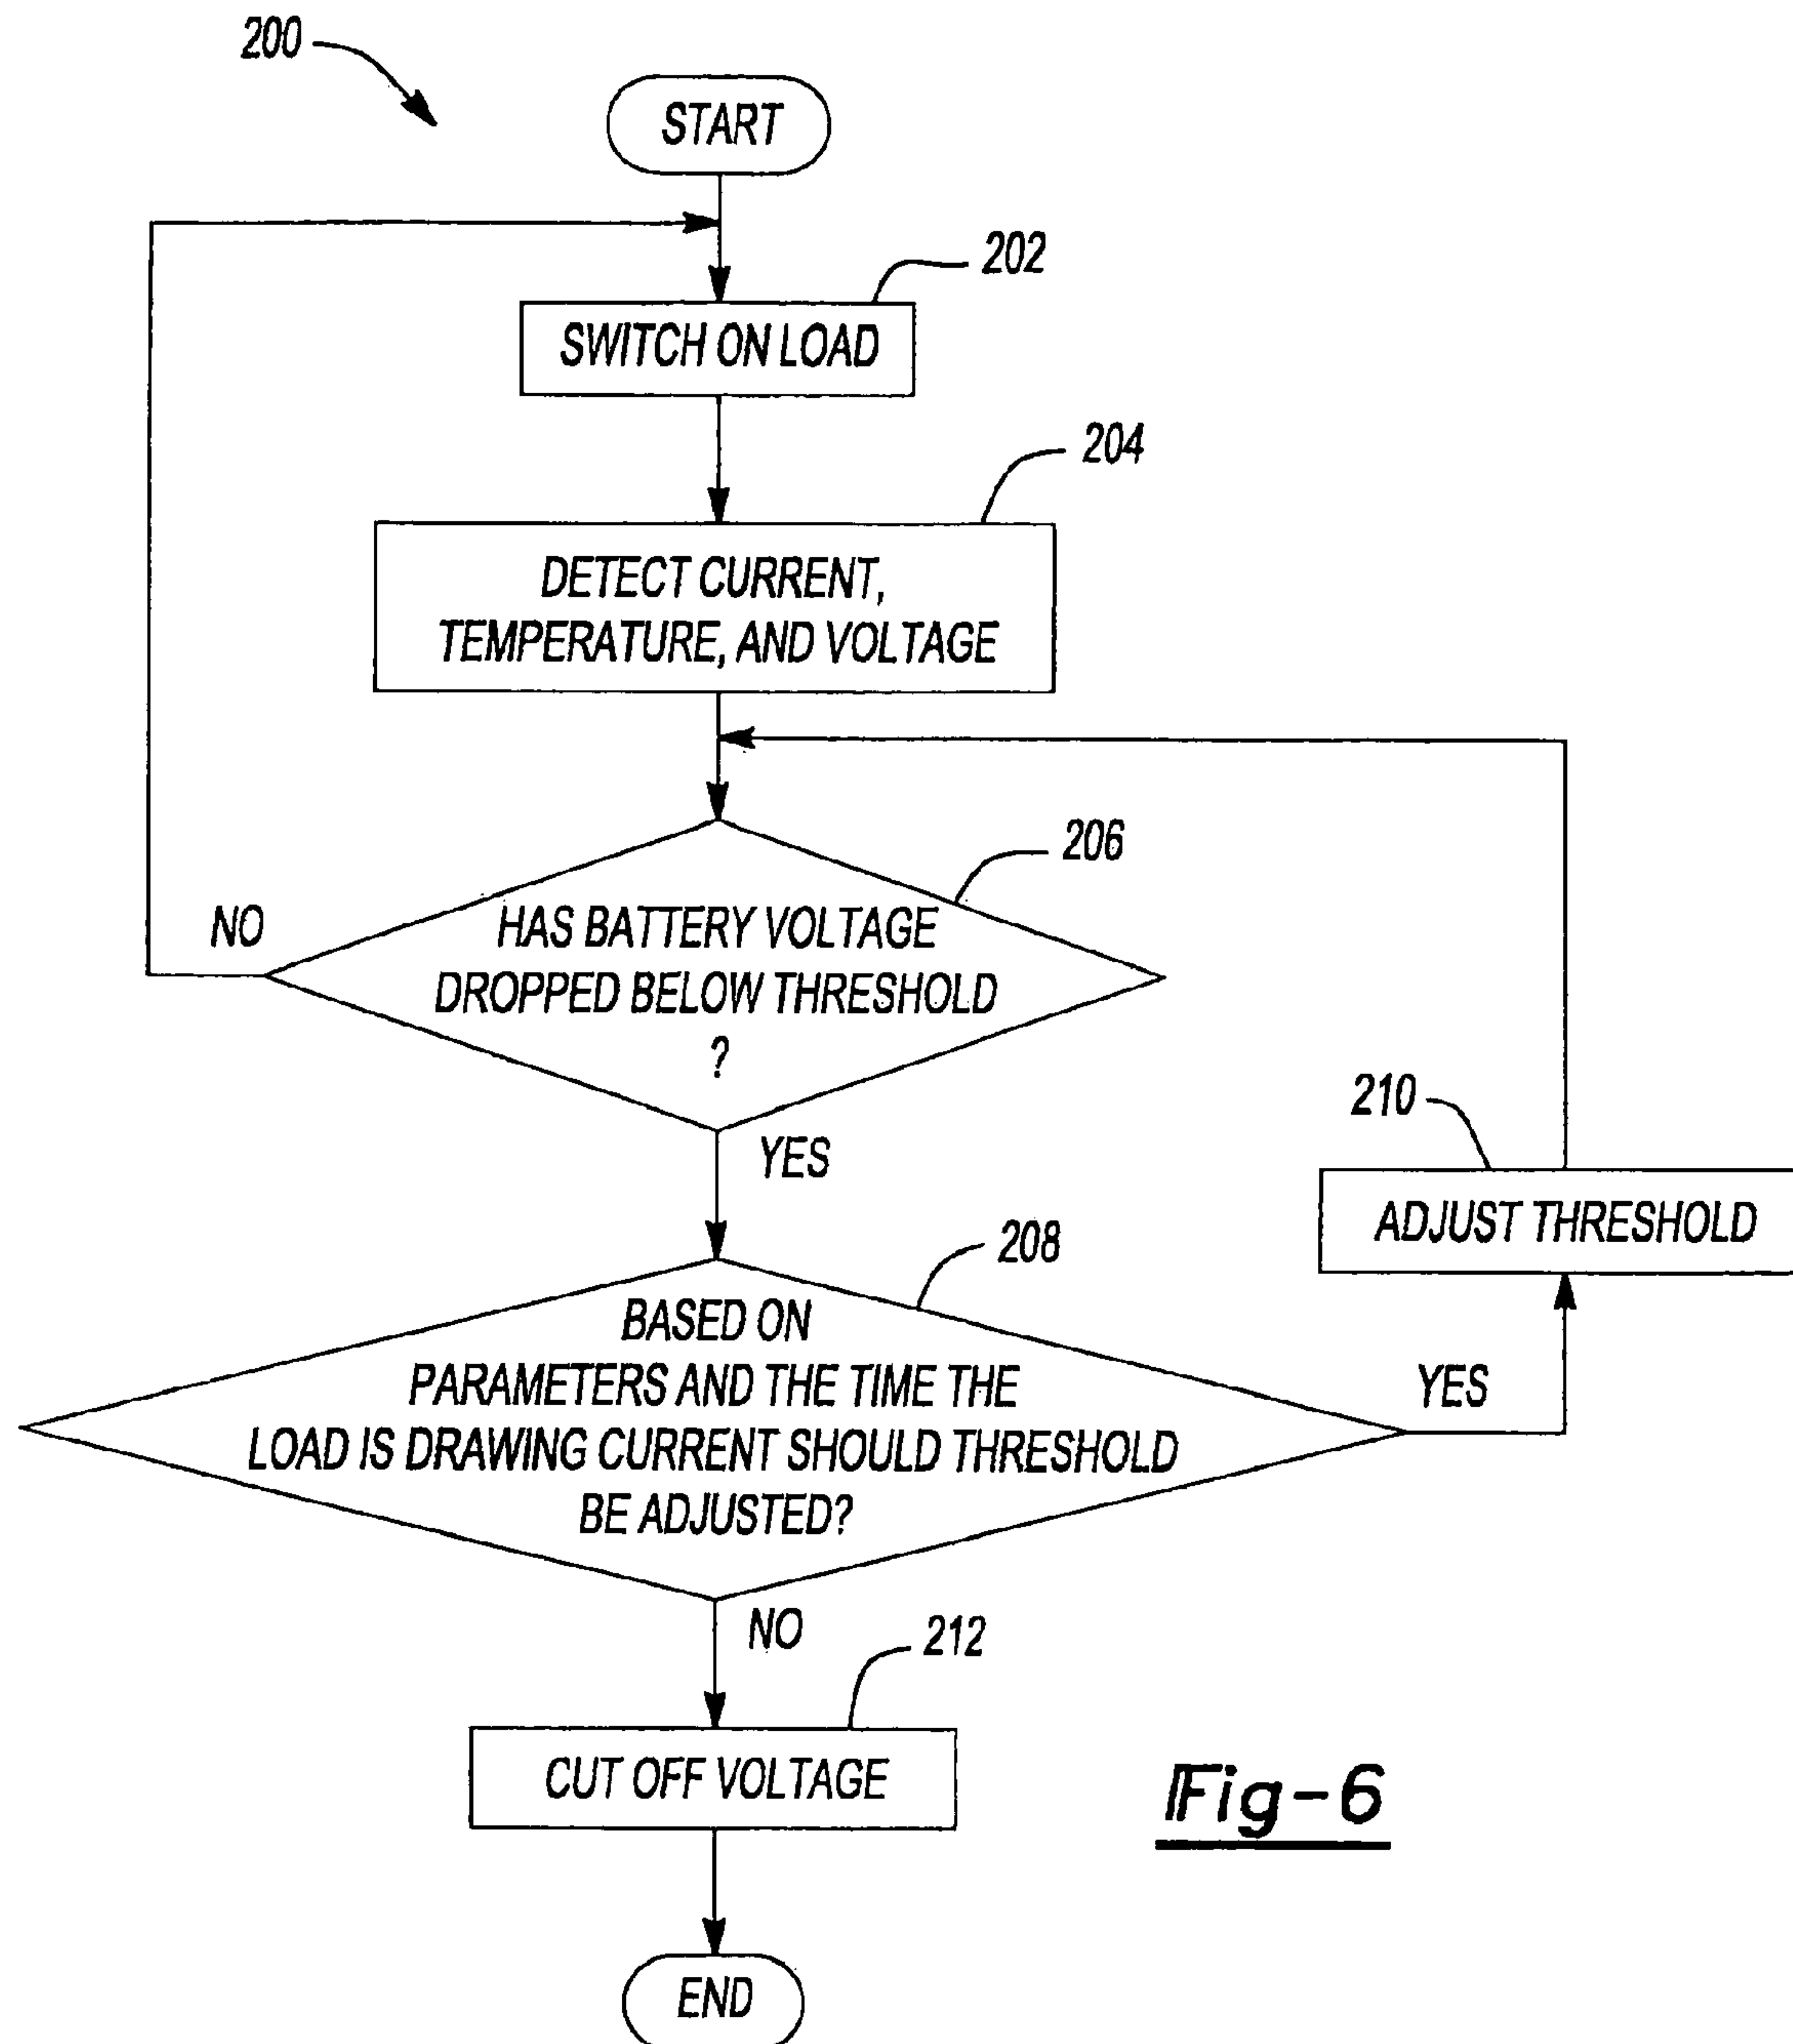 200
START
202
SWITCH ON LOAD
204
DETECT CURRENT,
TEMPERATURE, AND VOLTAGE
206
NO
HAS BATTERY VOLTAGE
DROPPED BELOW THRESHOLD
?
YES
210
ADJUST THRESHOLD
208
BASED ON
PARAMETERS AND THE TIME THE
LOAD IS DRAWING CURRENT SHOULD THRESHOLD
BE ADJUSTED?
YES
NO
212
CUT OFF VOLTAGE
Fig-6
END